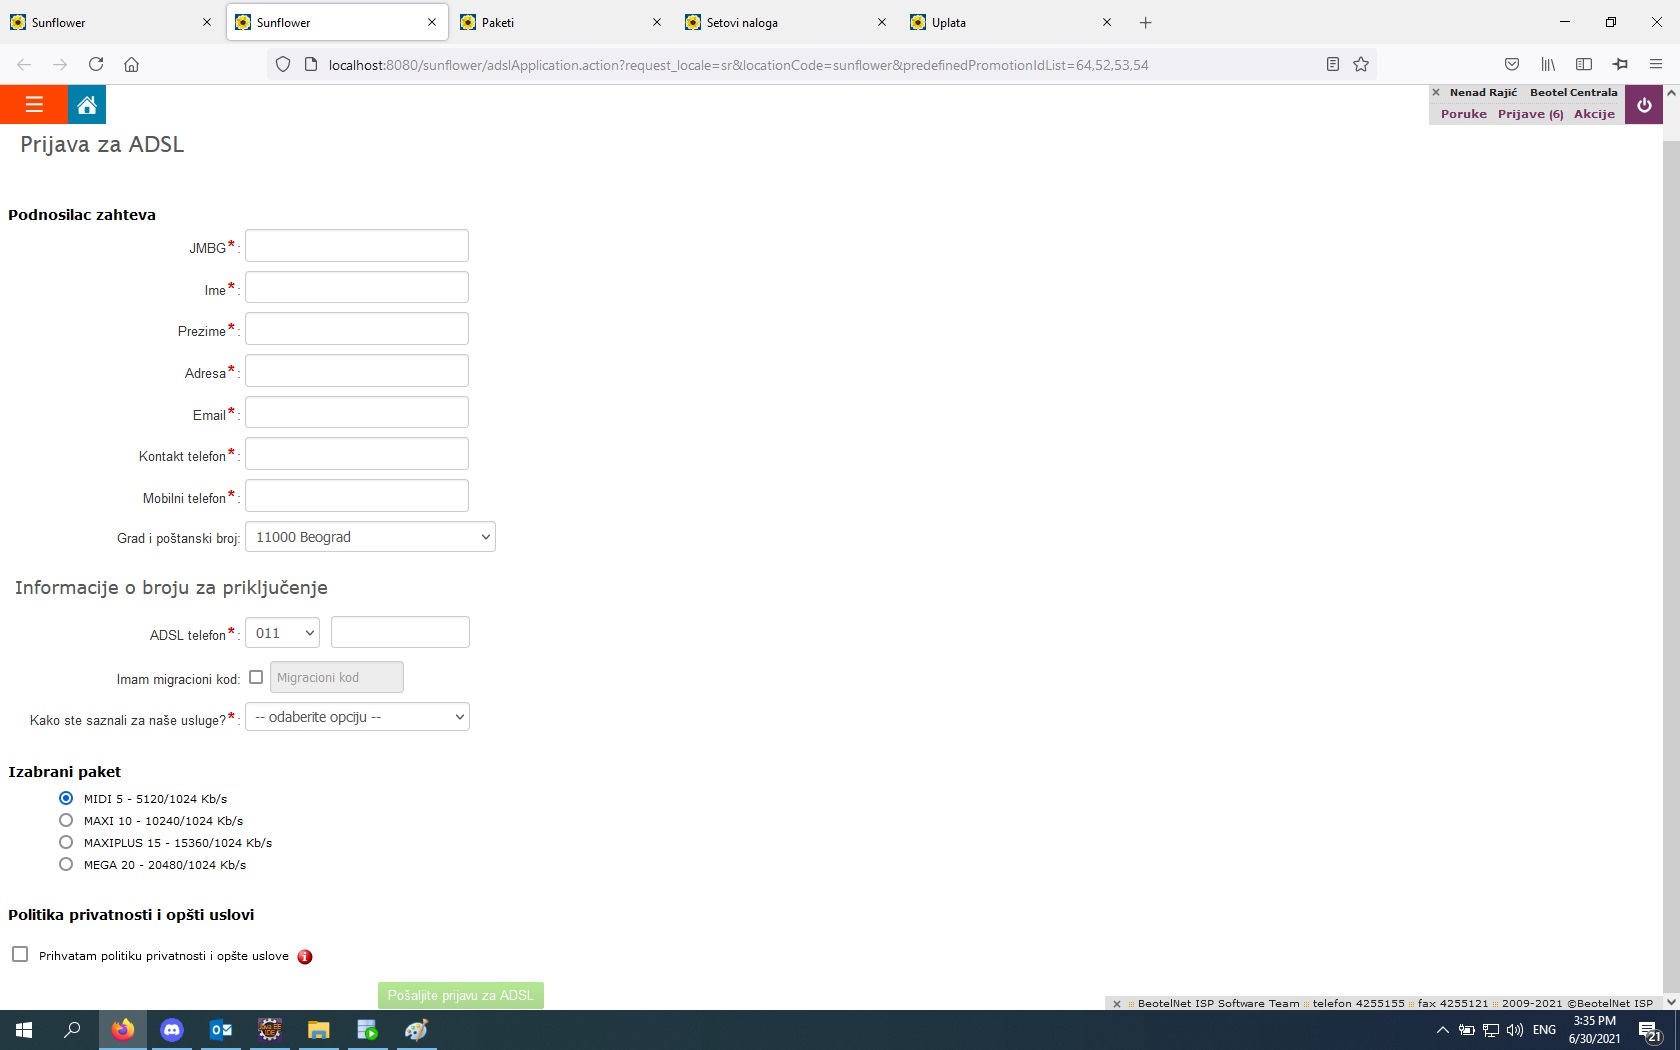 Sunflower
Sunflower
Paketi
Setovi naloga
Uplata
localhost:8080/sunflower/adslApplication.action?request_locale=sr&locationCode=sunflower&predefinedPromotionIdList=64,52,53,54
Nenad Rajić Beotel Centrala
Poruke Prijave (6) Akcije
Prijava za ADSL
Podnosilac zahteva
JMBG*:
Ime*:
Prezime*:
Adresa*:
Email*:
Kontakt telefon*:
Mobilni telefon*:
Grad i poštanski broj: 11000 Beograd
Informacije o broju za priključenje
ADSL telefon*: 011
Imam migracioni kod: Migracioni kod
Kako ste saznali za naše usluge?*: -- odaberite opciju --
Izabrani paket
MIDI 5 - 5120/1024 Kb/s
MAXI 10 - 10240/1024 Kb/s
MAXIPLUS 15 - 15360/1024 Kb/s
MEGA 20 - 20480/1024 Kb/s
Politika privatnosti i opšti uslovi
Prihvatam politiku privatnosti i opšte uslove
Pošaljite prijavu za ADSL
BeotelNet ISP Software Team :: telefon 4255155 :: fax 4255121 :: 2009-2021 ©BeotelNet ISP
ENG
3:35 PM
6/30/2021
21